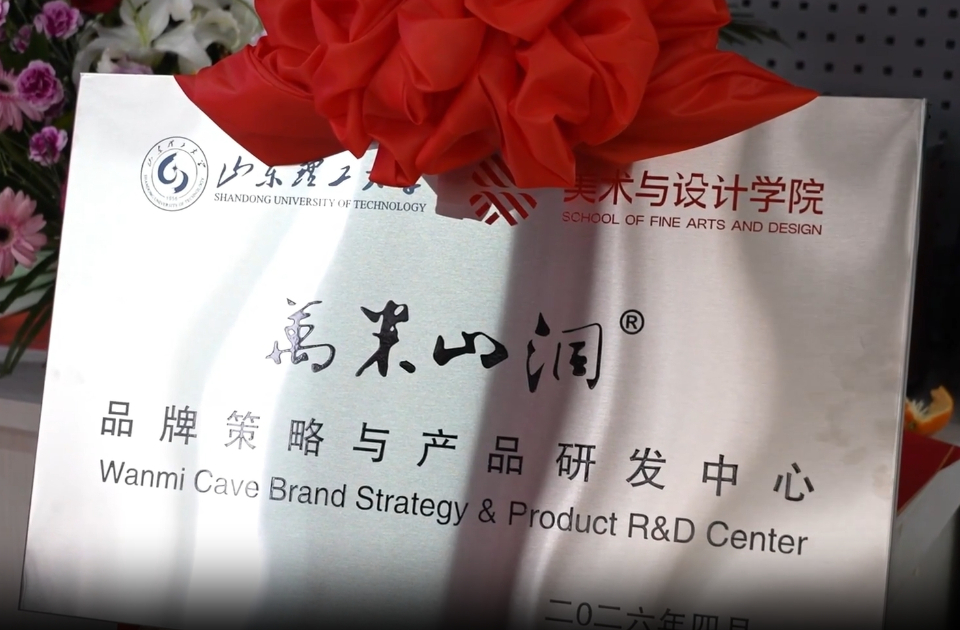 山东理工大学
SHANDONG UNIVERSITY OF TECHNOLOGY
美术与设计学院
SCHOOL OF FINE ARTS AND DESIGN
萬米山洞®
品牌策略与产品研发中心
Wanmi Cave Brand Strategy & Product R&D Center
二〇二六年四月